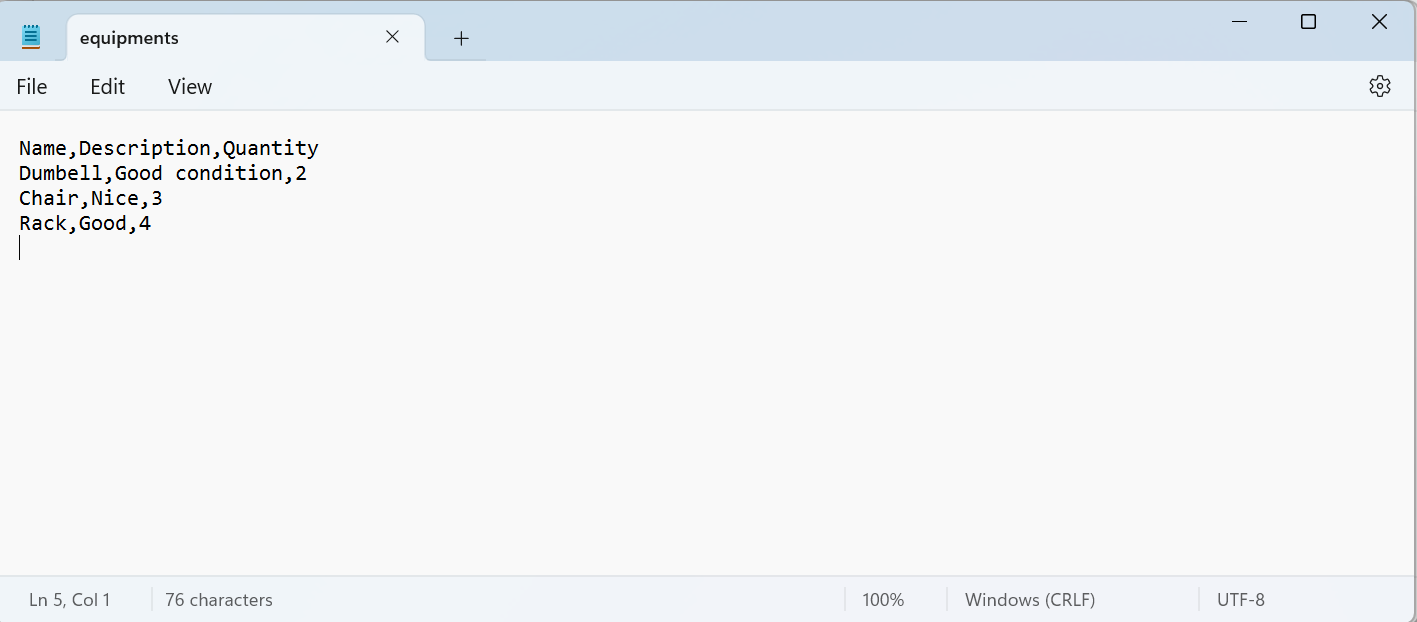 equipments
File Edit View
Name,Description,Quantity
Dumbell,Good condition,2
Chair,Nice,3
Rack,Good,4
Ln 5, Col 1 76 characters 100% Windows (CRLF) UTF-8